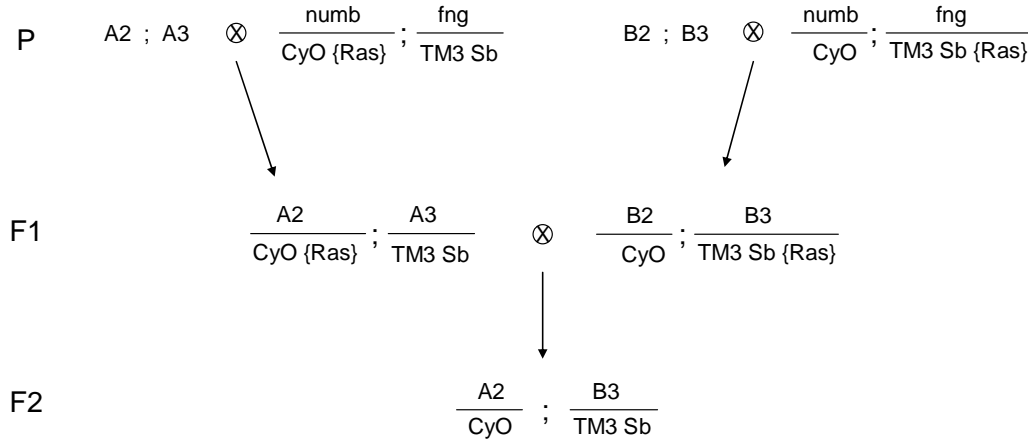 P
A2 ; A3 ⊗ numb ; fng
CyO {Ras} TM3 Sb
B2 ; B3 ⊗ numb ; fng
CyO TM3 Sb {Ras}
F1
A2 ; A3
CyO {Ras} TM3 Sb
⊗
B2 ; B3
CyO TM3 Sb {Ras}
F2
A2 ; B3
CyO TM3 Sb